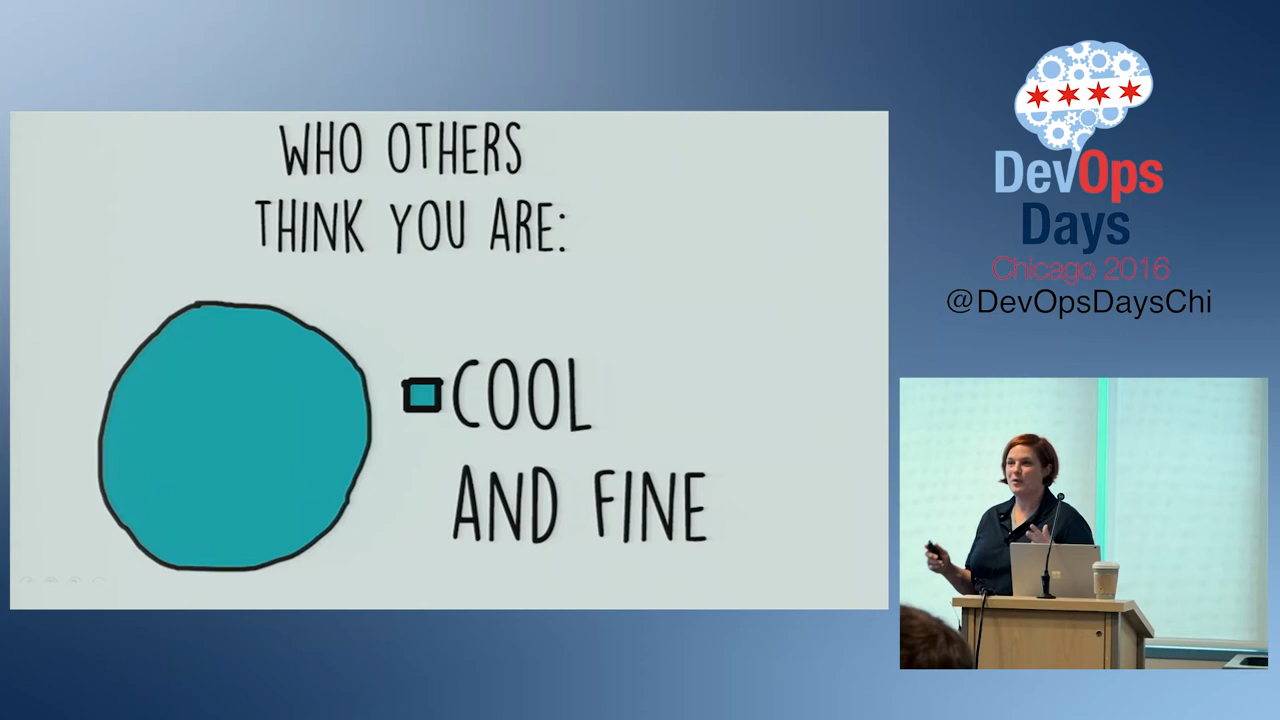 WHO OTHERS
THINK YOU ARE:
COOL
AND FINE
DevOps
Days
Chicago 2016
@DevOpsDaysChi